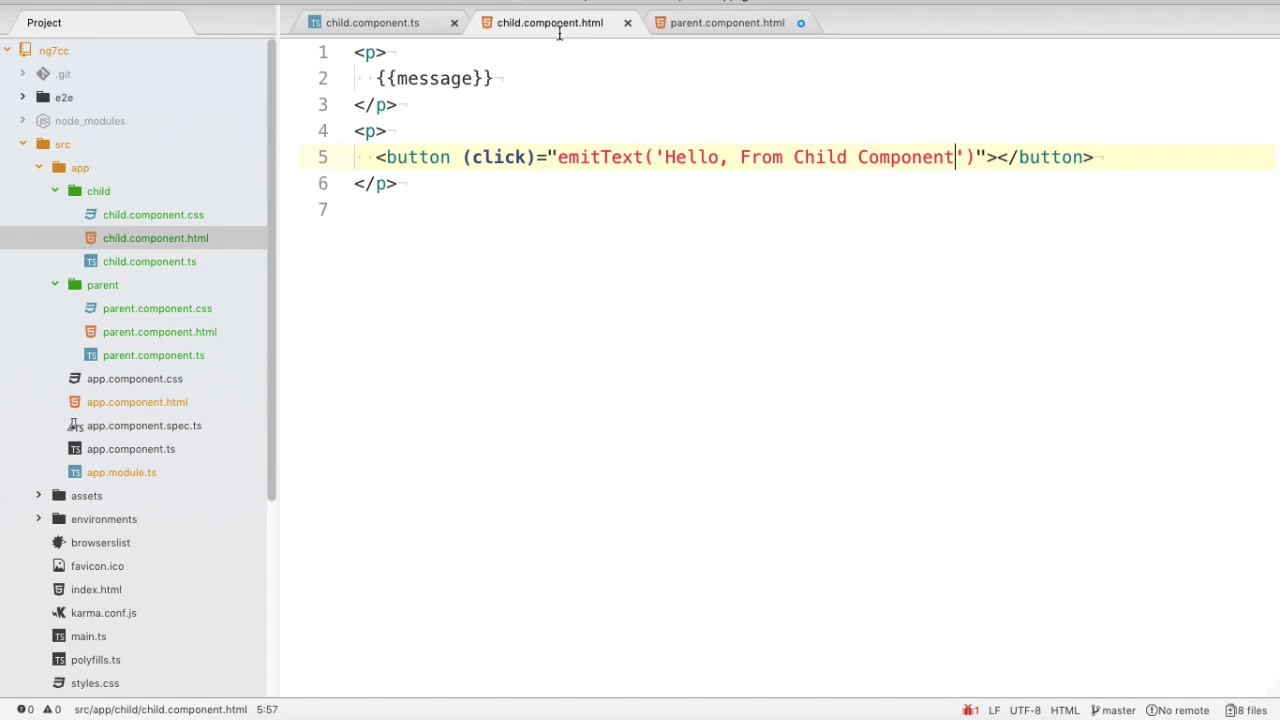 Project
child.component.ts
child.component.html
parent.component.html
ng7cc
.git
e2e
node_modules
src
app
child
child.component.css
child.component.html
child.component.ts
parent
parent.component.css
parent.component.html
parent.component.ts
app.component.css
app.component.html
app.component.spec.ts
app.component.ts
app.module.ts
assets
environments
browserslist
favicon.ico
index.html
karma.conf.js
main.ts
polyfills.ts
styles.css
1 <p>
2 {{message}}
3 </p>
4 <p>
5 <button (click)="emitText('Hello, From Child Component')"></button>
6 </p>
7
0 0 src/app/child/child.component.html 5:57
1 LF UTF-8 HTML master No remote 8 files